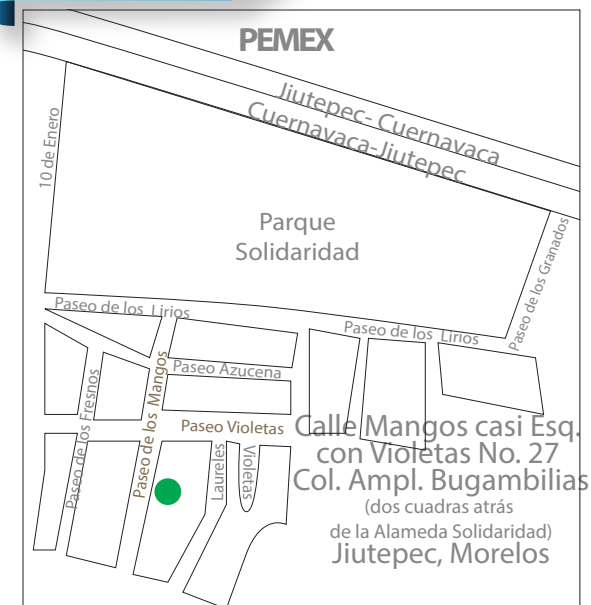 PEMEX
Jiutepec- Cuernavaca
Cuernavaca-Jiutepec
10 de Enero
Parque
Solidaridad
Paseo de los Granados
Paseo de los Lirios
Paseo de los Lirios
Paseo Azucena
Paseo de los Fresnos
Paseo de los Mangos
Paseo Violetas
Laureles
Violetas
Calle Mangos casi Esq.
con Violetas No. 27
Col. Ampl. Bugambilias
(dos cuadras atrás
de la Alameda Solidaridad)
Jiutepec, Morelos